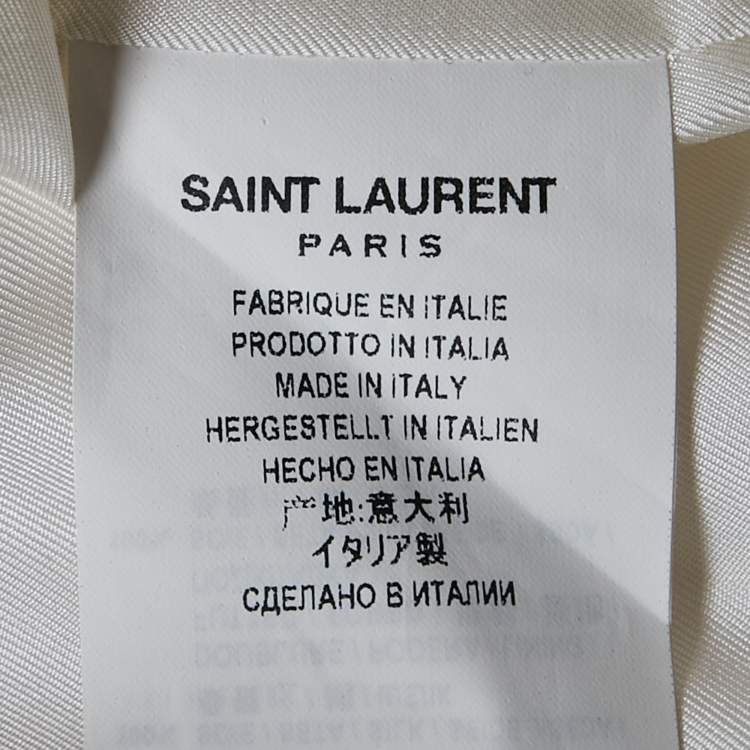 SAINT LAURENT
PARIS
FABRIQUE EN ITALIE
PRODOTTO IN ITALIA
MADE IN ITALY
HERGESTELLT IN ITALIEN
HECHO EN ITALIA
产地:意大利
イタリア製
СДЕЛАНО В ИТАЛИИ